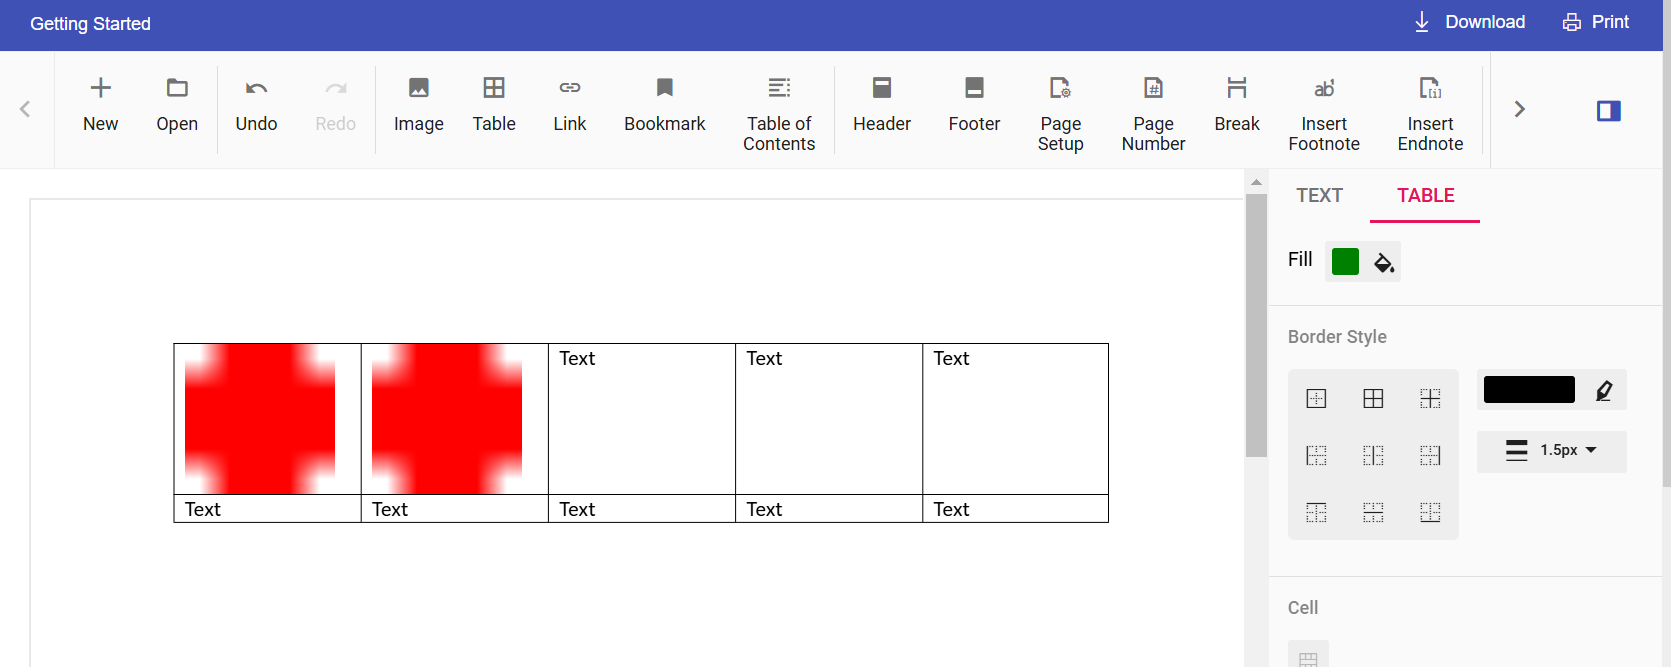 Getting Started
Download
Print
New
Open
Undo
Redo
Image
Table
Link
Bookmark
Table of
Contents
Header
Footer
Page
Setup
Page
Number
Break
Insert
Footnote
Insert
Endnote
TEXT
TABLE
Fill
Border Style
1.5px
Cell
Text Text Text
Text Text Text Text Text